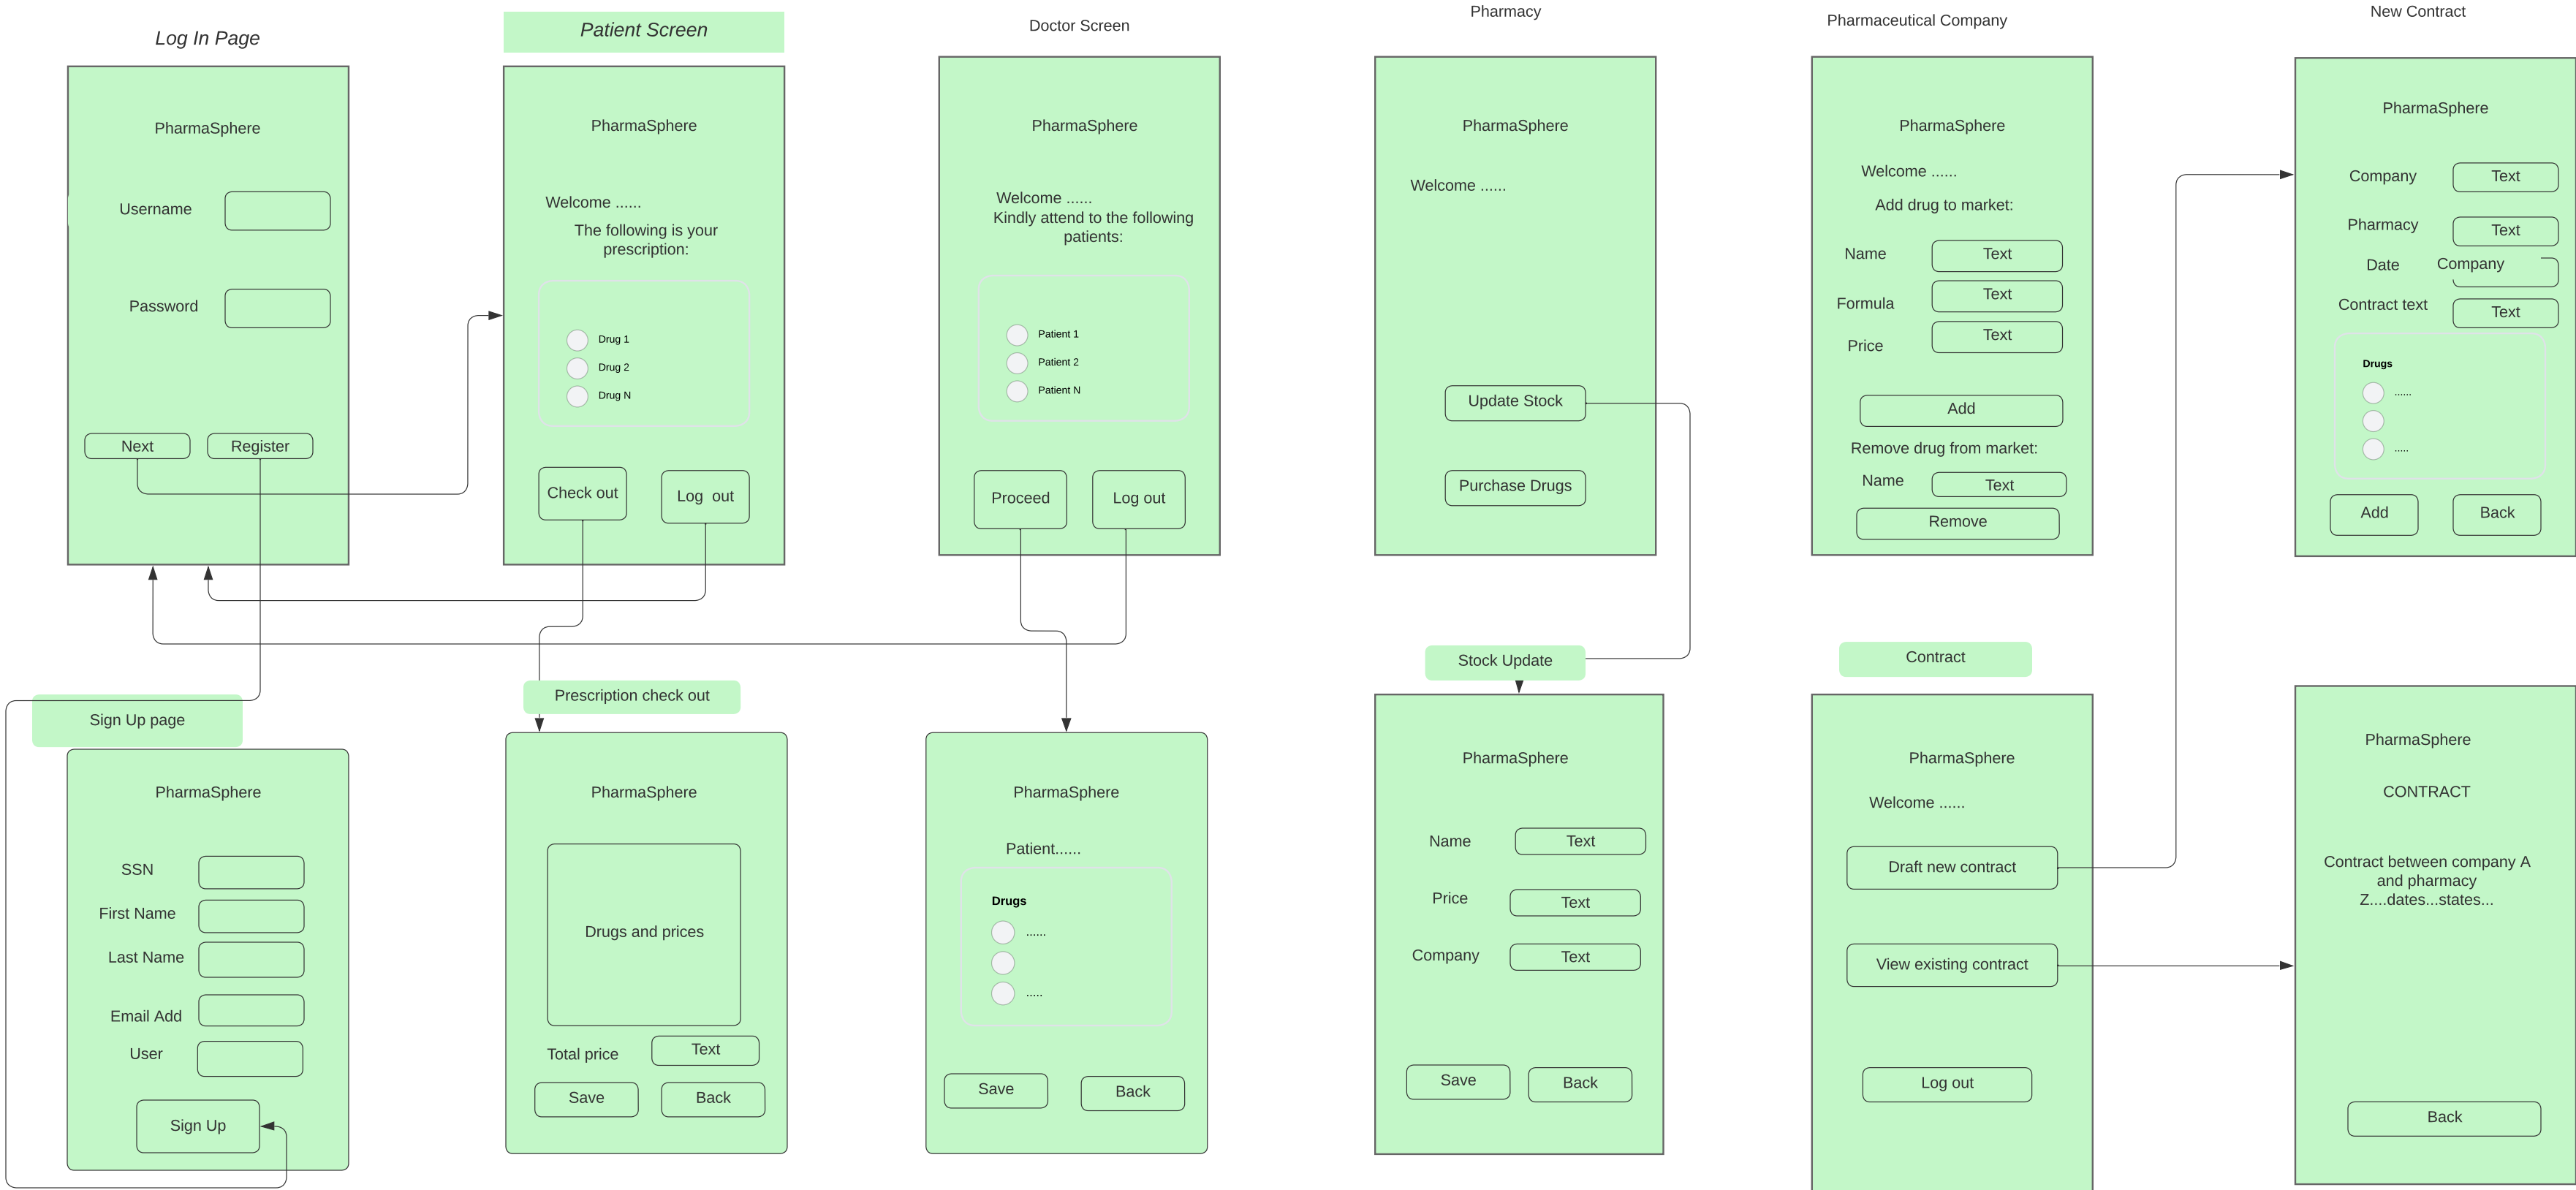 Log In Page
PharmaSphere
Username
Password
Next
Register
Patient Screen
PharmaSphere
Welcome ......
The following is your
prescription:
Drug 1
Drug 2
Drug N
Check out
Log out
Doctor Screen
PharmaSphere
Welcome ......
Kindly attend to the following
patients:
Patient 1
Patient 2
Patient N
Proceed
Log out
Pharmacy
PharmaSphere
Welcome ......
Update Stock
Purchase Drugs
Pharmaceutical Company
PharmaSphere
Welcome ......
Add drug to market:
Name
Text
Formula
Text
Price
Text
Add
Remove drug from market:
Name
Text
Remove
New Contract
PharmaSphere
Company
Text
Pharmacy
Text
Date
Company
Contract text
Text
Drugs
......
.....
Add
Back
Sign Up page
PharmaSphere
SSN
First Name
Last Name
Email Add
User
Sign Up
Prescription check out
PharmaSphere
Drugs and prices
Total price
Text
Save
Back
PharmaSphere
Patient......
Drugs
......
.....
Save
Back
Stock Update
PharmaSphere
Name
Text
Price
Text
Company
Text
Save
Back
Contract
PharmaSphere
Welcome ......
Draft new contract
View existing contract
Log out
PharmaSphere
CONTRACT
Contract between company A
and pharmacy
Z....dates...states...
Back